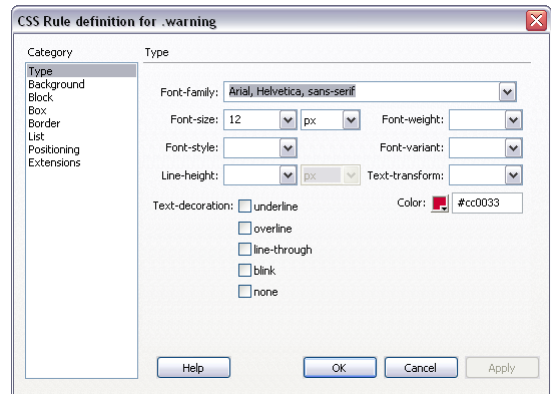 CSS Rule definition for .warning
Category
Type
Type
Background
Block
Box
Border
List
Positioning
Extensions
Font-family: Arial, Helvetica, sans-serif
Font-size: 12 px Font-weight:
Font-style: Font-variant:
Line-height: px Text-transform:
Text-decoration: underline Color: #cc0033
overline
line-through
blink
none
Help OK Cancel Apply